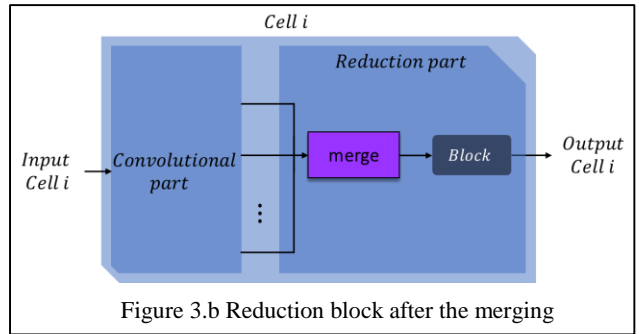 Cell i
Reduction part
Input
Cell i
Convolutional
part
merge
Block
Output
Cell i
⋮
Figure 3.b Reduction block after the merging